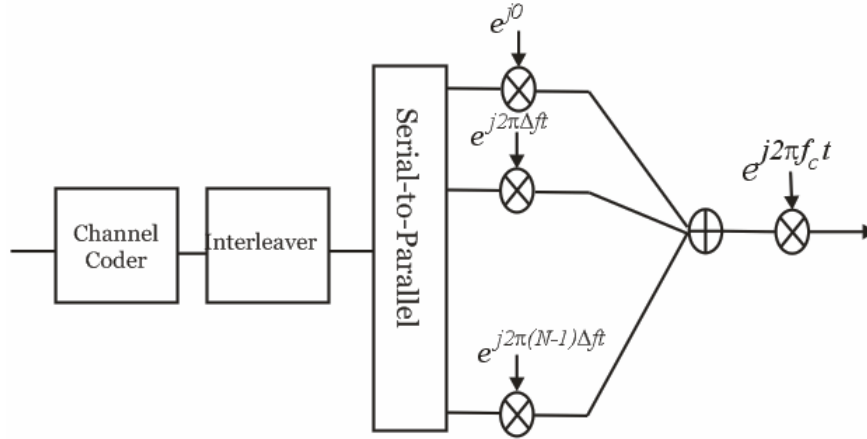 e^{j0}
e^{j2πΔft}
e^{j2πf_c t}
Channel
Coder
Interleaver
Serial-to-Parallel
e^{j2π(N-1)Δft}